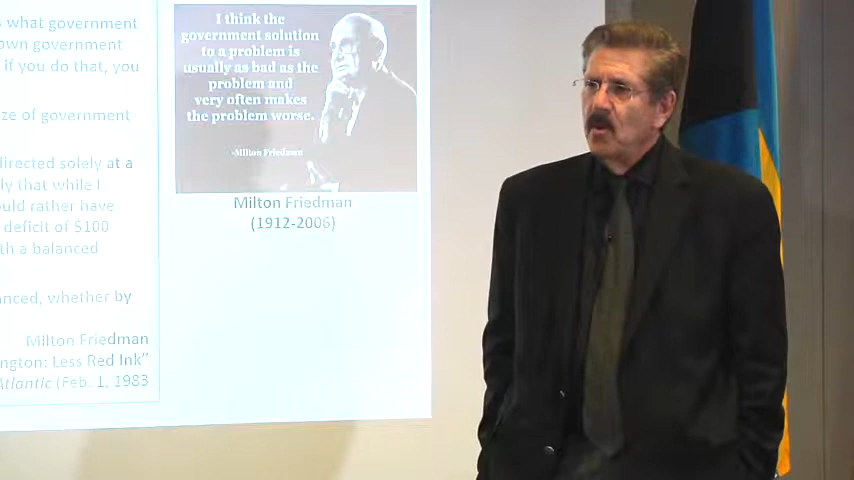 s what government
own government
if you do that, you
ze of government
directed solely at a
ly that while I
uld rather have
deficit of $100
th a balanced
nced, whether by
Milton Friedman
ngton: Less Red Ink"
Atlantic (Feb. 1, 1983
I think the
government solution
to a problem is
usually as bad as the
problem and
very often makes
the problem worse.
-Milton Friedman
Milton Friedman
(1912-2006)